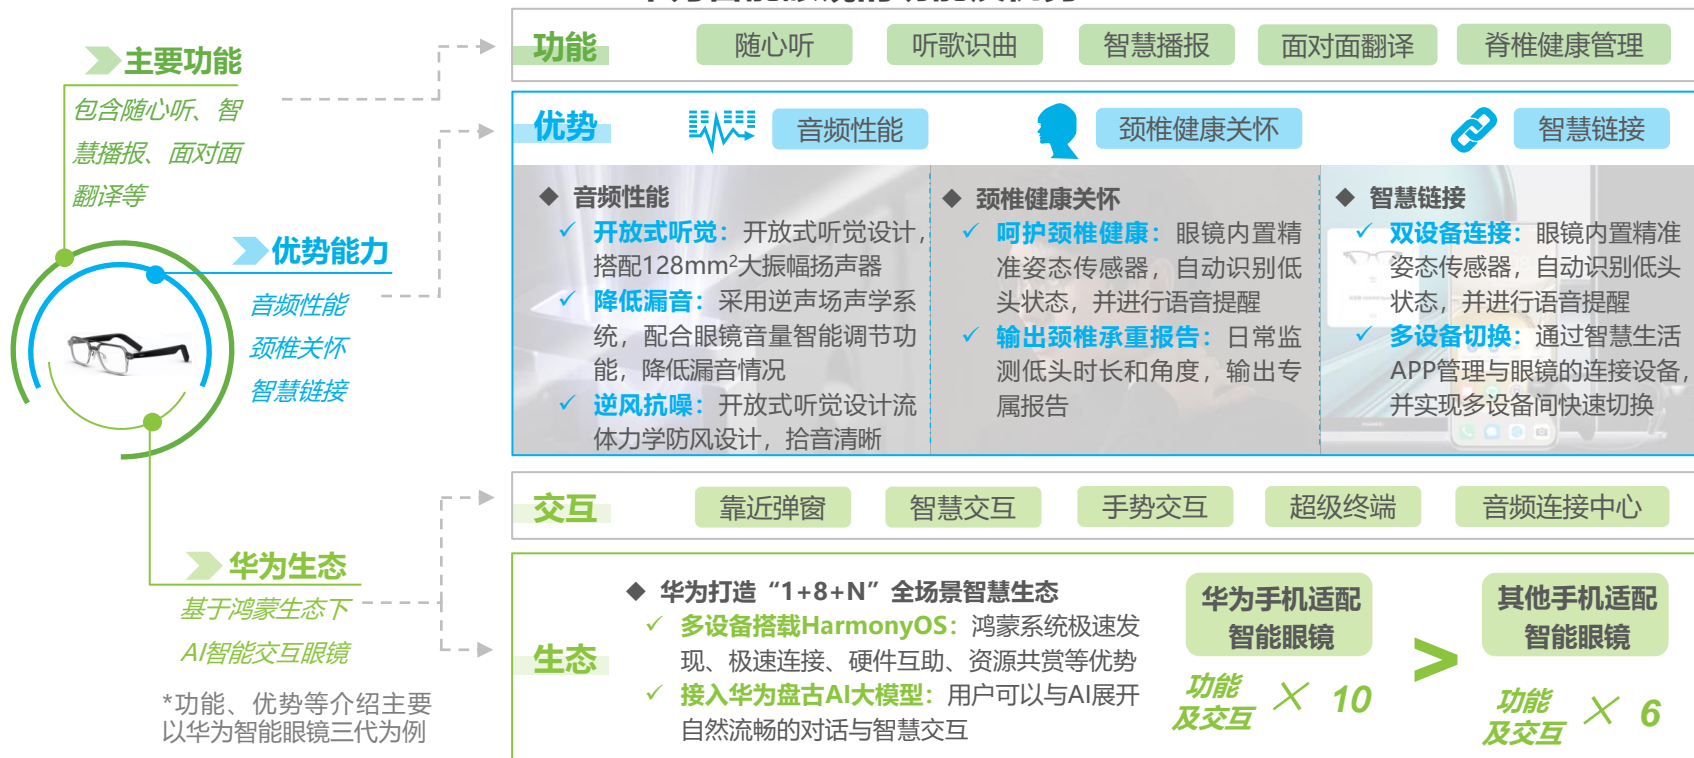 主要功能
包含随心听、智
慧播报、面对面
翻译等
优势能力
音频性能
颈椎关怀
智慧链接
华为生态
基于鸿蒙生态下
AI智能交互眼镜
*功能、优势等介绍主要
以华为智能眼镜三代为例
功能
随心听
听歌识曲
智慧播报
面对面翻译
脊椎健康管理
优势
音频性能
颈椎健康关怀
智慧链接
◆ 音频性能
✓ 开放式听觉：开放式听觉设计，
搭配128mm²大振幅扬声器
✓ 降低漏音：采用逆声场声学系
统，配合眼镜音量智能调节功
能，降低漏音情况
✓ 逆风抗噪：开放式听觉设计流
体力学防风设计，拾音清晰
◆ 颈椎健康关怀
✓ 呵护颈椎健康：眼镜内置精
准姿态传感器，自动识别低
头状态，并进行语音提醒
✓ 输出颈椎承重报告：日常监
测低头时长和角度，输出专
属报告
◆ 智慧链接
✓ 双设备连接：眼镜内置精准
姿态传感器，自动识别低头
状态，并进行语音提醒
✓ 多设备切换：通过智慧生活
APP管理与眼镜的连接设备，
并实现多设备间快速切换
交互
靠近弹窗
智慧交互
手势交互
超级终端
音频连接中心
生态
◆ 华为打造“1+8+N”全场景智慧生态
✓ 多设备搭载HarmonyOS：鸿蒙系统极速发
现、极速连接、硬件互助、资源共赏等优势
✓ 接入华为盘古AI大模型：用户可以与AI展开
自然流畅的对话与智慧交互
华为手机适配
智能眼镜
功能
及交互 × 10
>
其他手机适配
智能眼镜
功能
及交互 × 6